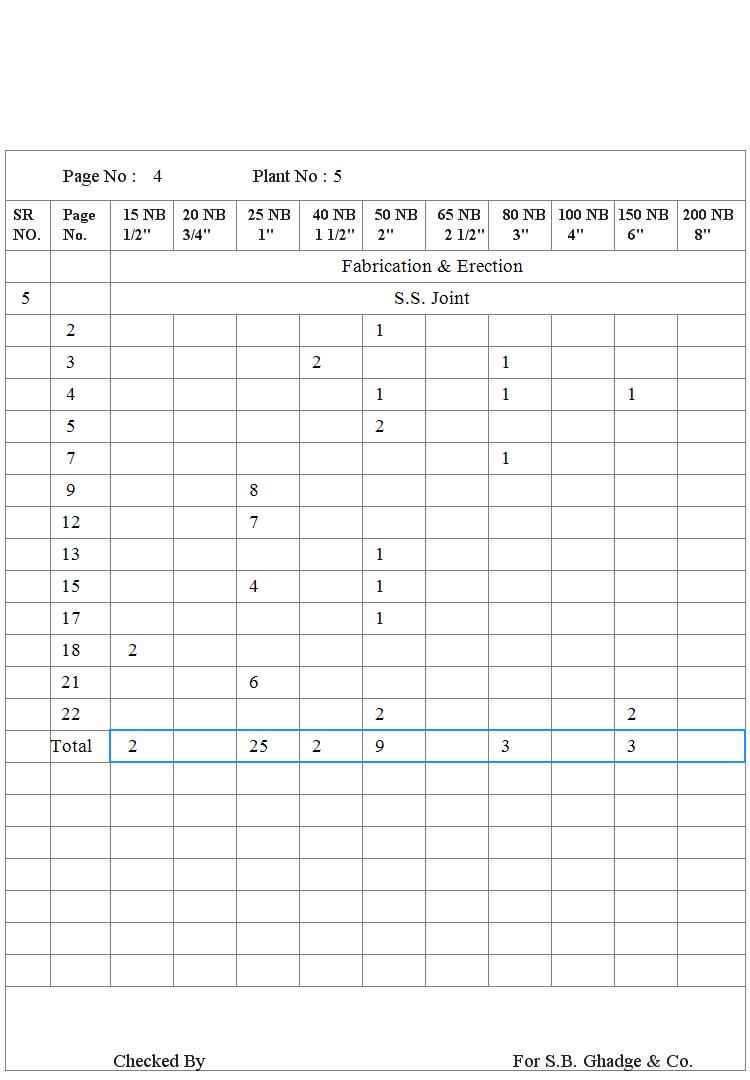 Page No : 4 Plant No : 5
SR Page 15 NB 20 NB 25 NB 40 NB 50 NB 65 NB 80 NB 100 NB 150 NB 200 NB
NO. No. 1/2" 3/4" 1" 1 1/2" 2" 2 1/2" 3" 4" 6" 8"
Fabrication & Erection
5 S.S. Joint
2 1
3 2 1
4 1 1 1
5 2
7 1
9 8
12 7
13 1
15 4 1
17 1
18 2
21 6
22 2 2
Total 2 25 2 9 3 3
Checked By For S.B. Ghadge & Co.